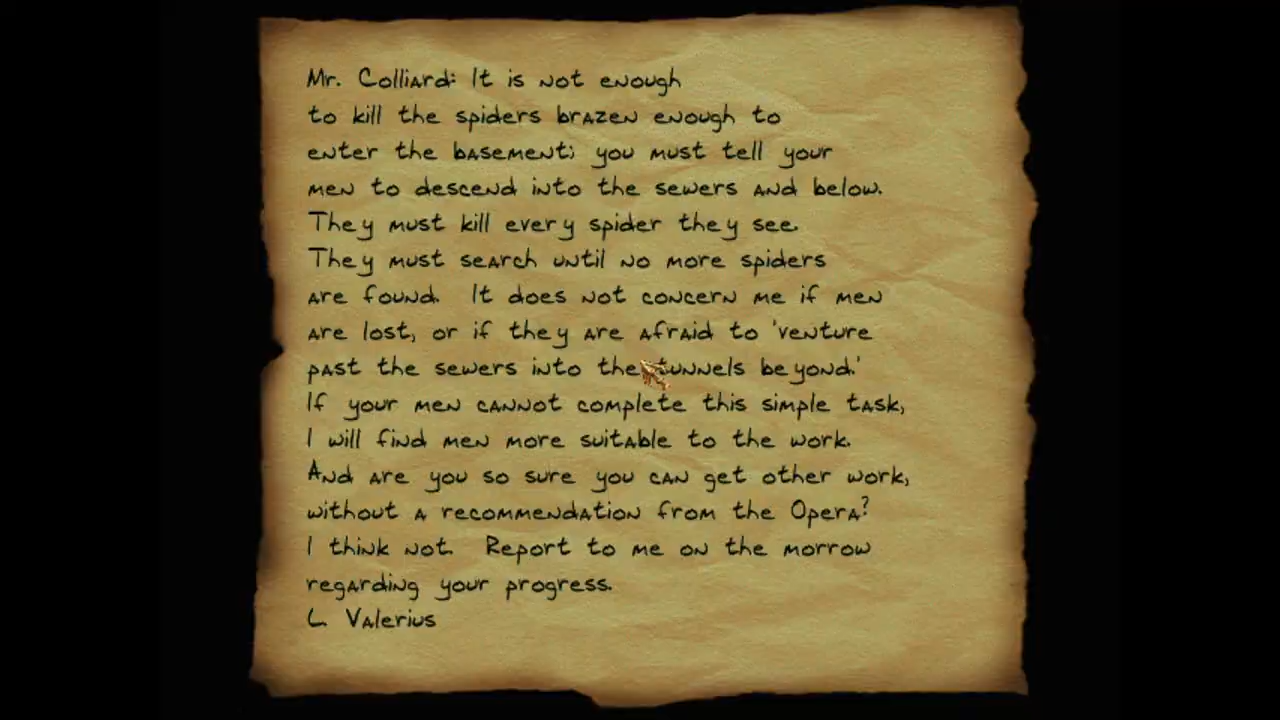 Mr. Colliard: It is not enough
to kill the spiders brazen enough to
enter the basement; you must tell your
men to descend into the sewers and below.
They must kill every spider they see.
They must search until no more spiders
are found. It does not concern me if men
are lost, or if they are afraid to 'venture
past the sewers into the tunnels beyond.'
If your men cannot complete this simple task,
I will find men more suitable to the work.
And are you so sure you can get other work,
without a recommendation from the Opera?
I think not. Report to me on the morrow
regarding your progress.
L. Valerius